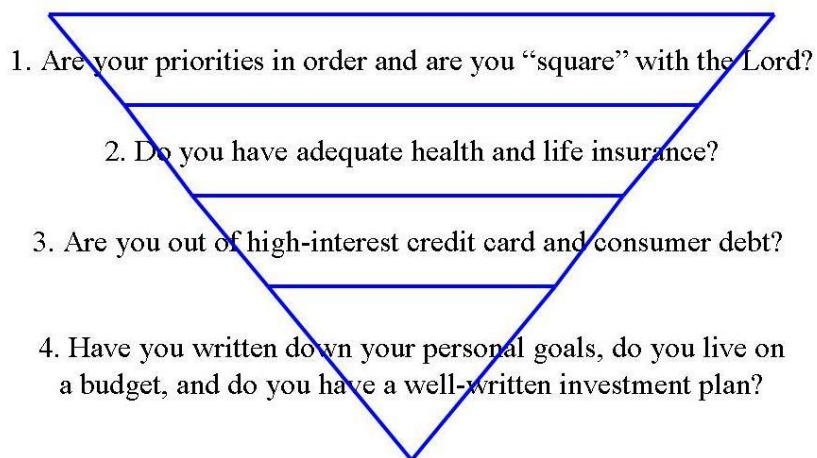 1. Are your priorities in order and are you “square” with the Lord?
2. Do you have adequate health and life insurance?
3. Are you out of high-interest credit card and consumer debt?
4. Have you written down your personal goals, do you live on
a budget, and do you have a well-written investment plan?